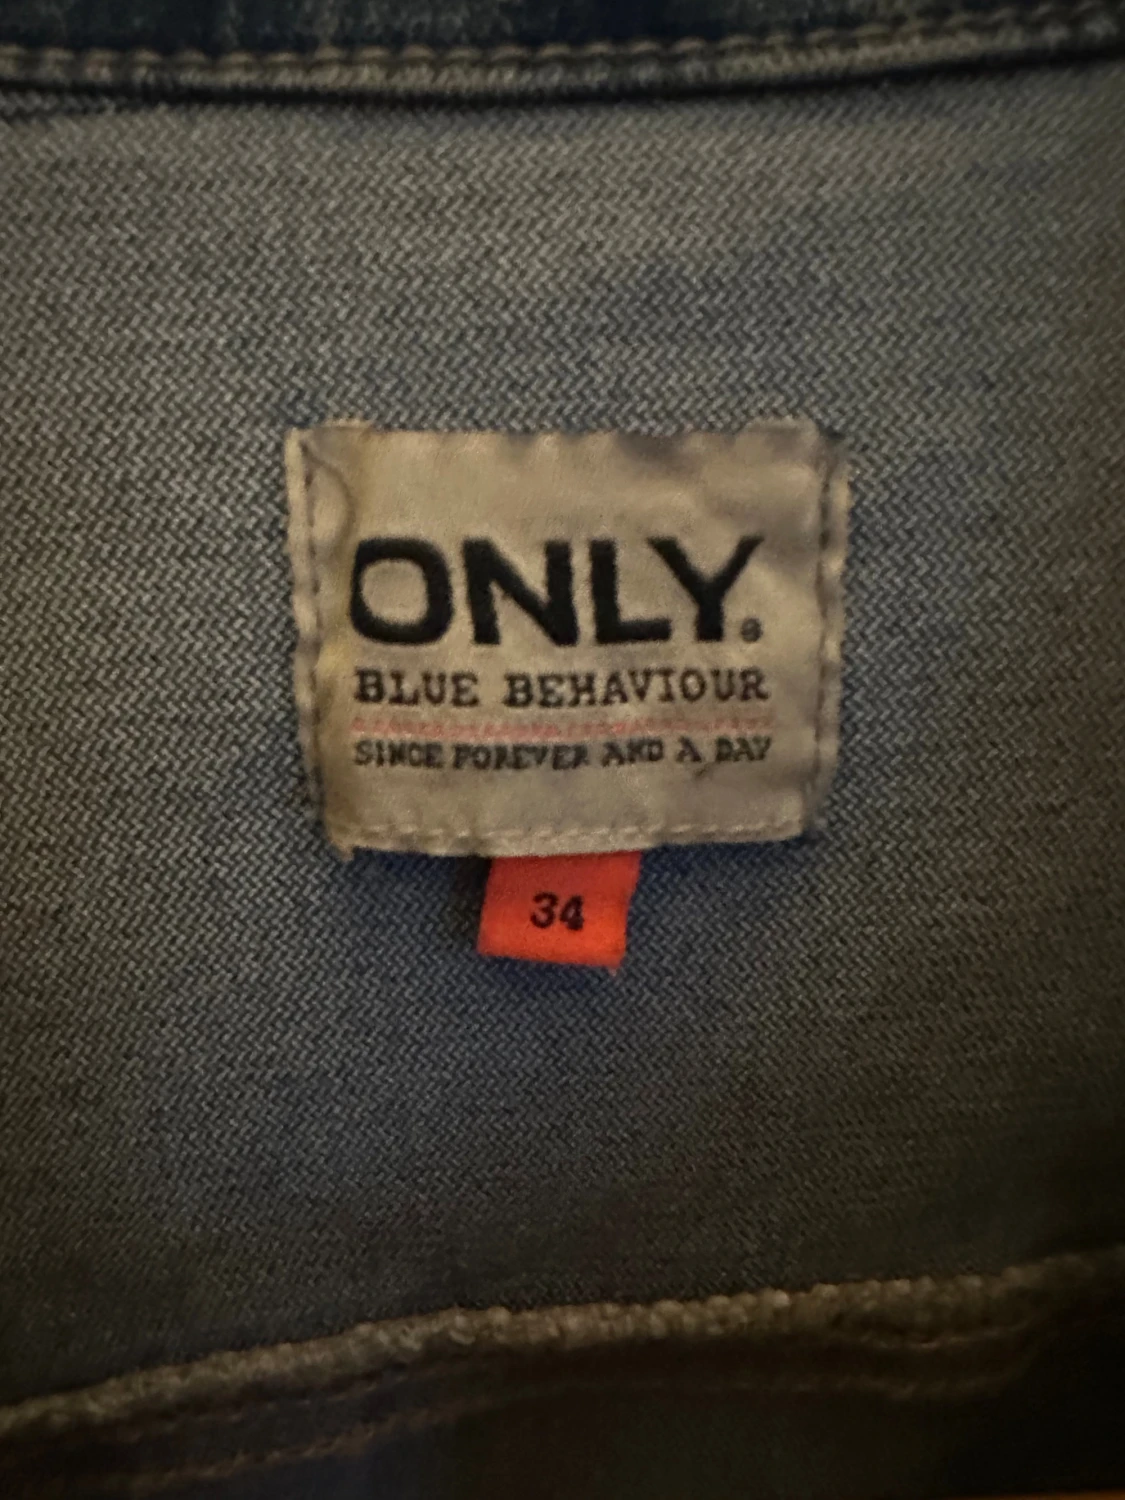 ONLY.
BLUE BEHAVIOUR
SINCE FOREVER AND A DAY
34